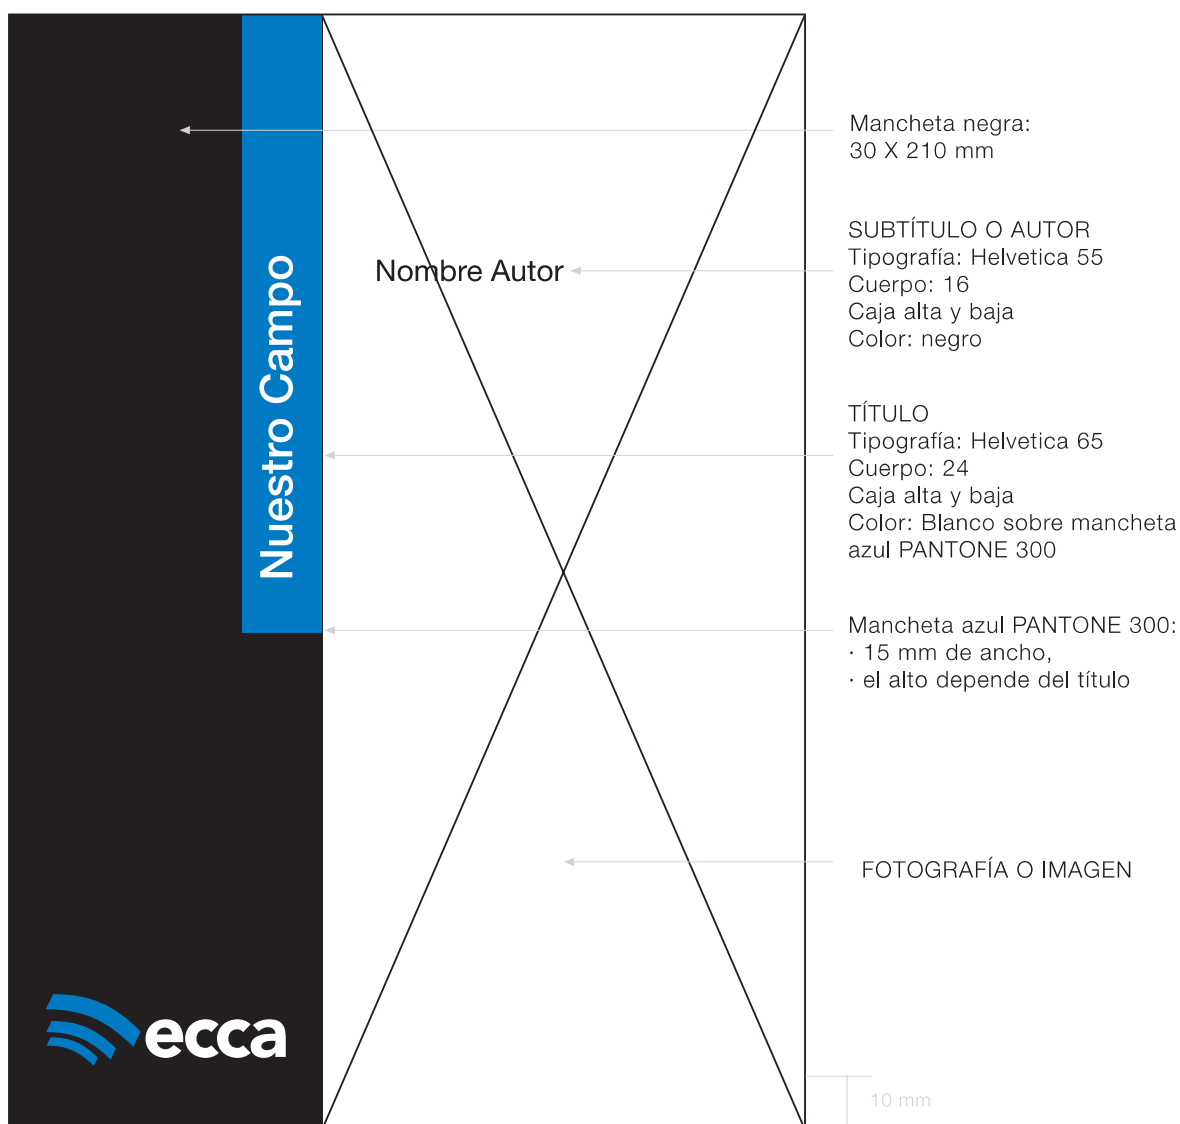 Mancheta negra:
30 X 210 mm
SUBTÍTULO O AUTOR
Tipografía: Helvetica 55
Cuerpo: 16
Caja alta y baja
Color: negro
Nombre Autor
Nuestro Campo
TÍTULO
Tipografía: Helvetica 65
Cuerpo: 24
Caja alta y baja
Color: Blanco sobre mancheta
azul PANTONE 300
Mancheta azul PANTONE 300:
· 15 mm de ancho,
· el alto depende del título
FOTOGRAFÍA O IMAGEN
ecca
10 mm